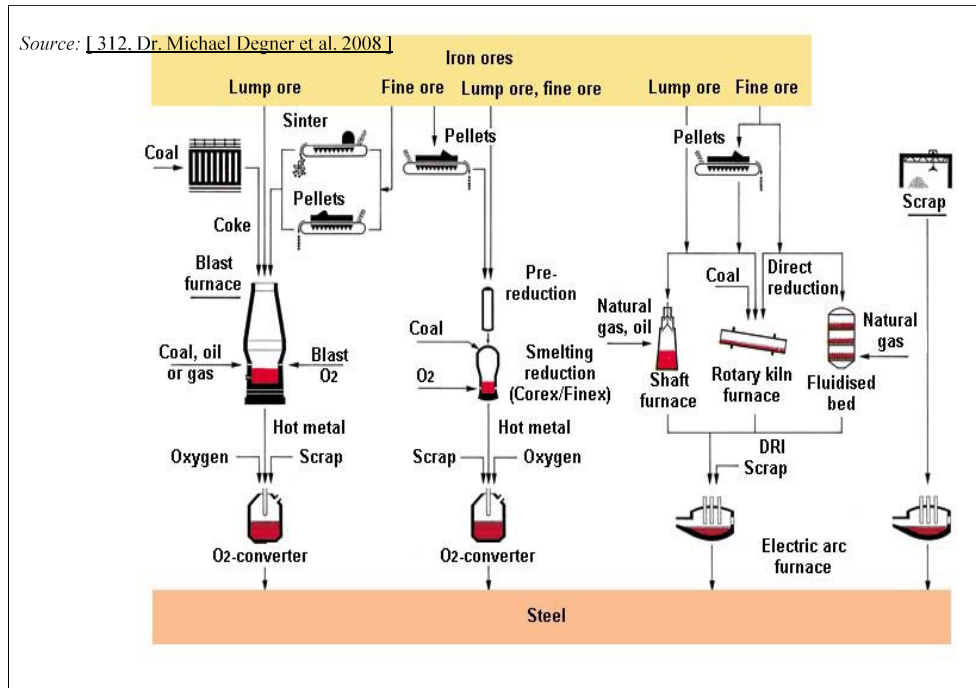 Source: [ 312, Dr. Michael Degner et al. 2008 ]
Iron ores
Lump ore
Fine ore
Lump ore, fine ore
Lump ore
Fine ore
Sinter
Pellets
Pellets
Coal
Pellets
Scrap
Coke
Blast
furnace
Pre-
reduction
Coal
Direct
reduction
Natural
gas, oil
Natural
gas
Coal
Coal, oil
or gas
Blast
O2
O2
Smelting
reduction
(Corex/Finex)
Shaft
furnace
Rotary kiln
furnace
Fluidised
bed
Hot metal
Hot metal
DRI
Oxygen
Scrap
Scrap
Oxygen
Scrap
O2-converter
O2-converter
Electric arc
furnace
Steel